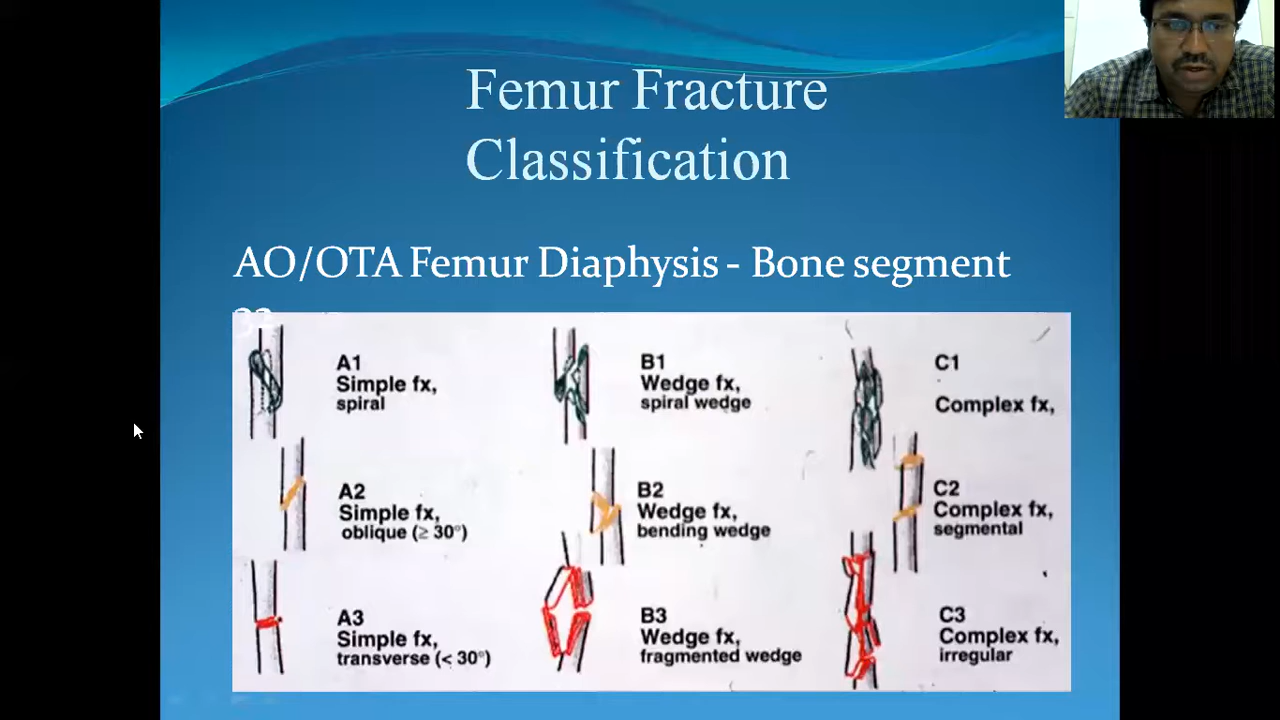 Femur Fracture
Classification
AO/OTA Femur Diaphysis - Bone segment
32
A1
Simple fx,
spiral
B1
Wedge fx,
spiral wedge
C1
Complex fx,
A2
Simple fx,
oblique (≥ 30°)
B2
Wedge fx,
bending wedge
C2
Complex fx,
segmental
A3
Simple fx,
transverse (< 30°)
B3
Wedge fx,
fragmented wedge
C3
Complex fx,
irregular